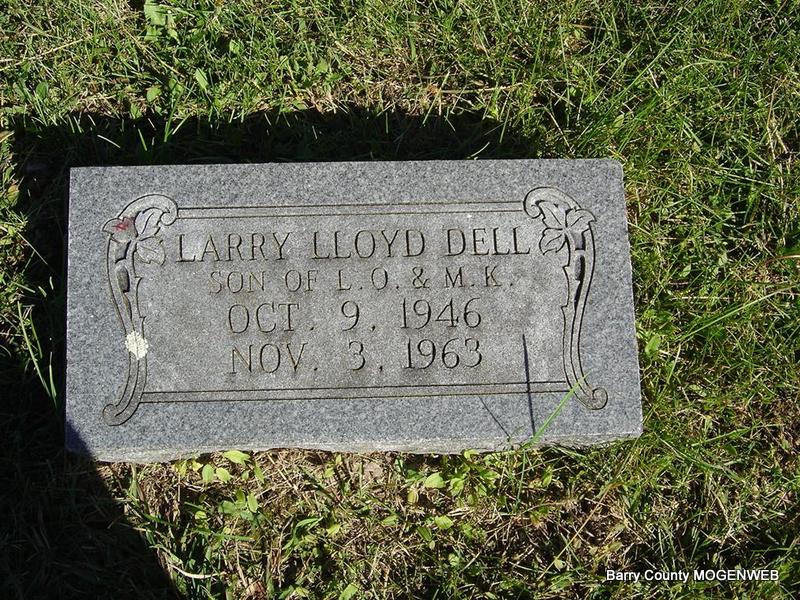 LARRY LLOYD DELL
SON OF L.O. & M.K.
OCT. 9, 1946
NOV. 3, 1963
Barry County MOGENWEB